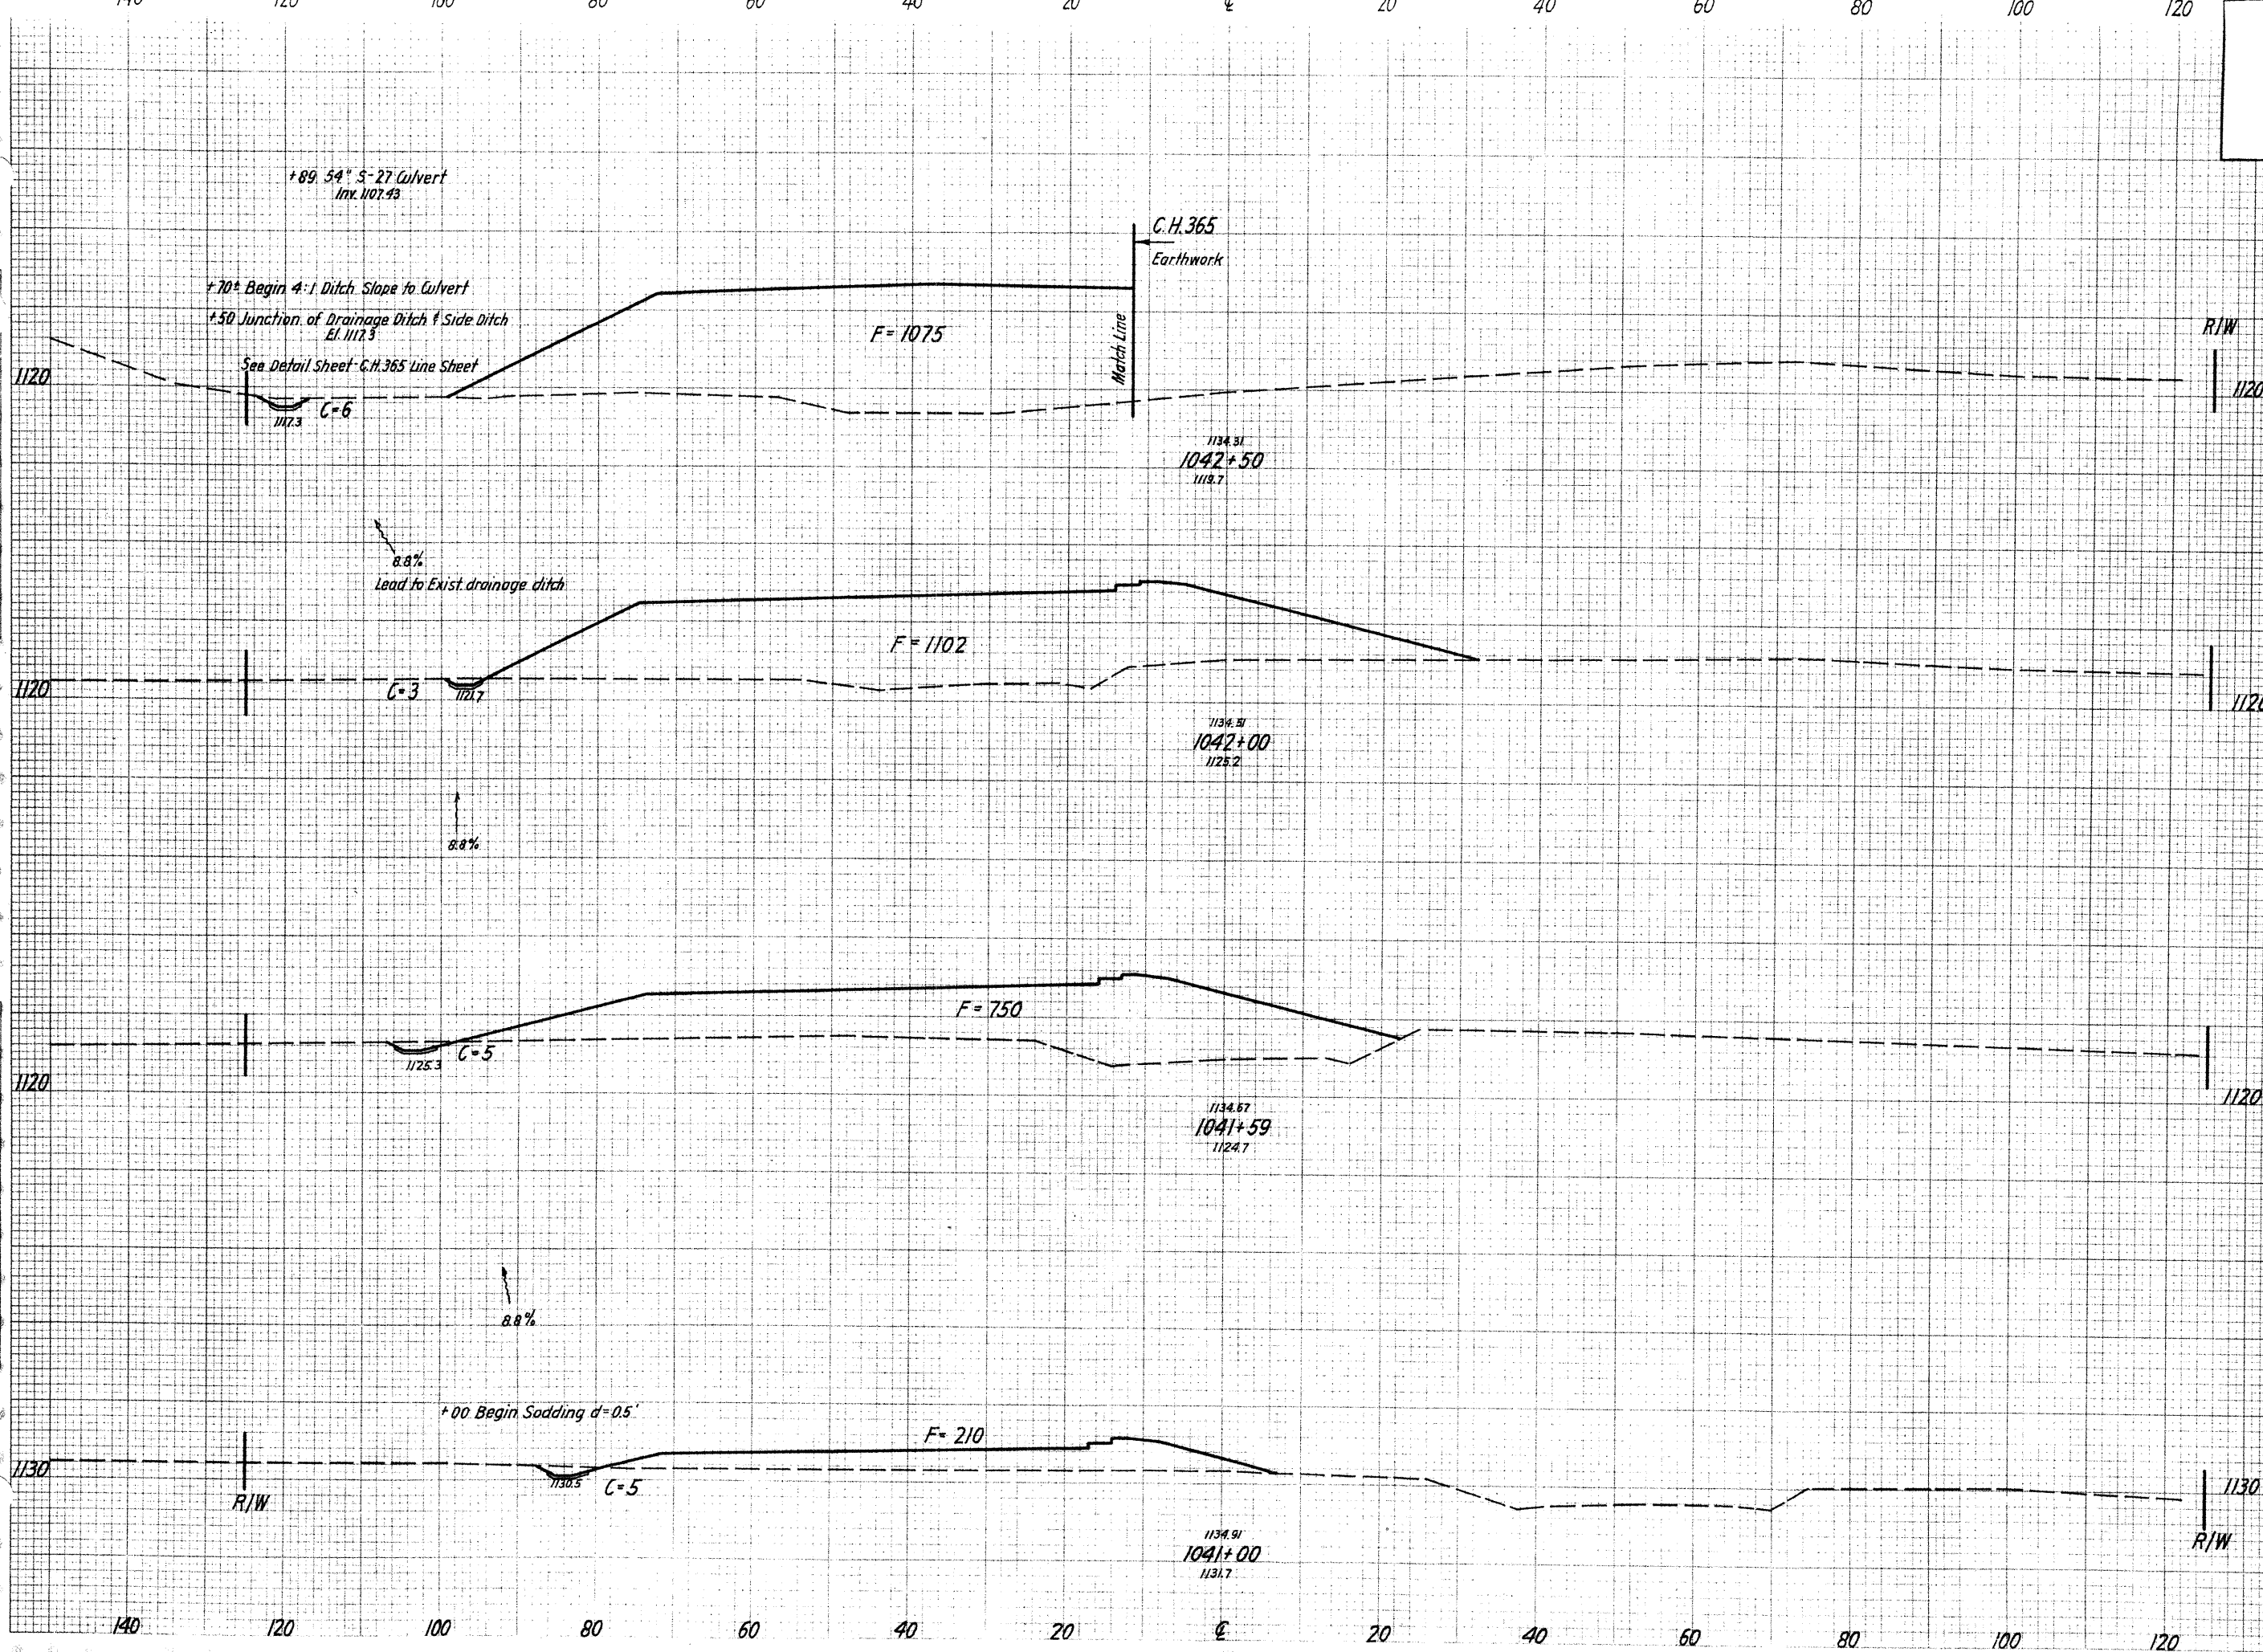 140 120 100 80 60 40 20 ℄ 20 40 60 80 100 120
+89 54" S-27 Culvert
Inv. 1107.43
C.H. 365
Earthwork
+70± Begin 4:1 Ditch Slope to Culvert
+50 Junction of Drainage Ditch & Side Ditch
El. 1117.3
See Detail Sheet - C.H. 365 Line Sheet
F = 1075
Match Line
R/W
1120
1120
C=6
1117.3
1134.31
1042+50
1119.7
8.8%
Lead to Exist. drainage ditch
F = 1102
1120
C=3
1121.7
1120
1134.51
1042+00
1125.2
8.8%
F = 750
C=5
1125.3
1120
1120
1134.67
1041+59
1124.7
8.8%
+00 Begin Sodding d=0.5'
F= 210
1130
1130.5
C=5
1130
R/W
R/W
1134.91
1041+00
1131.7
140 120 100 80 60 40 20 ℄ 20 40 60 80 100 120